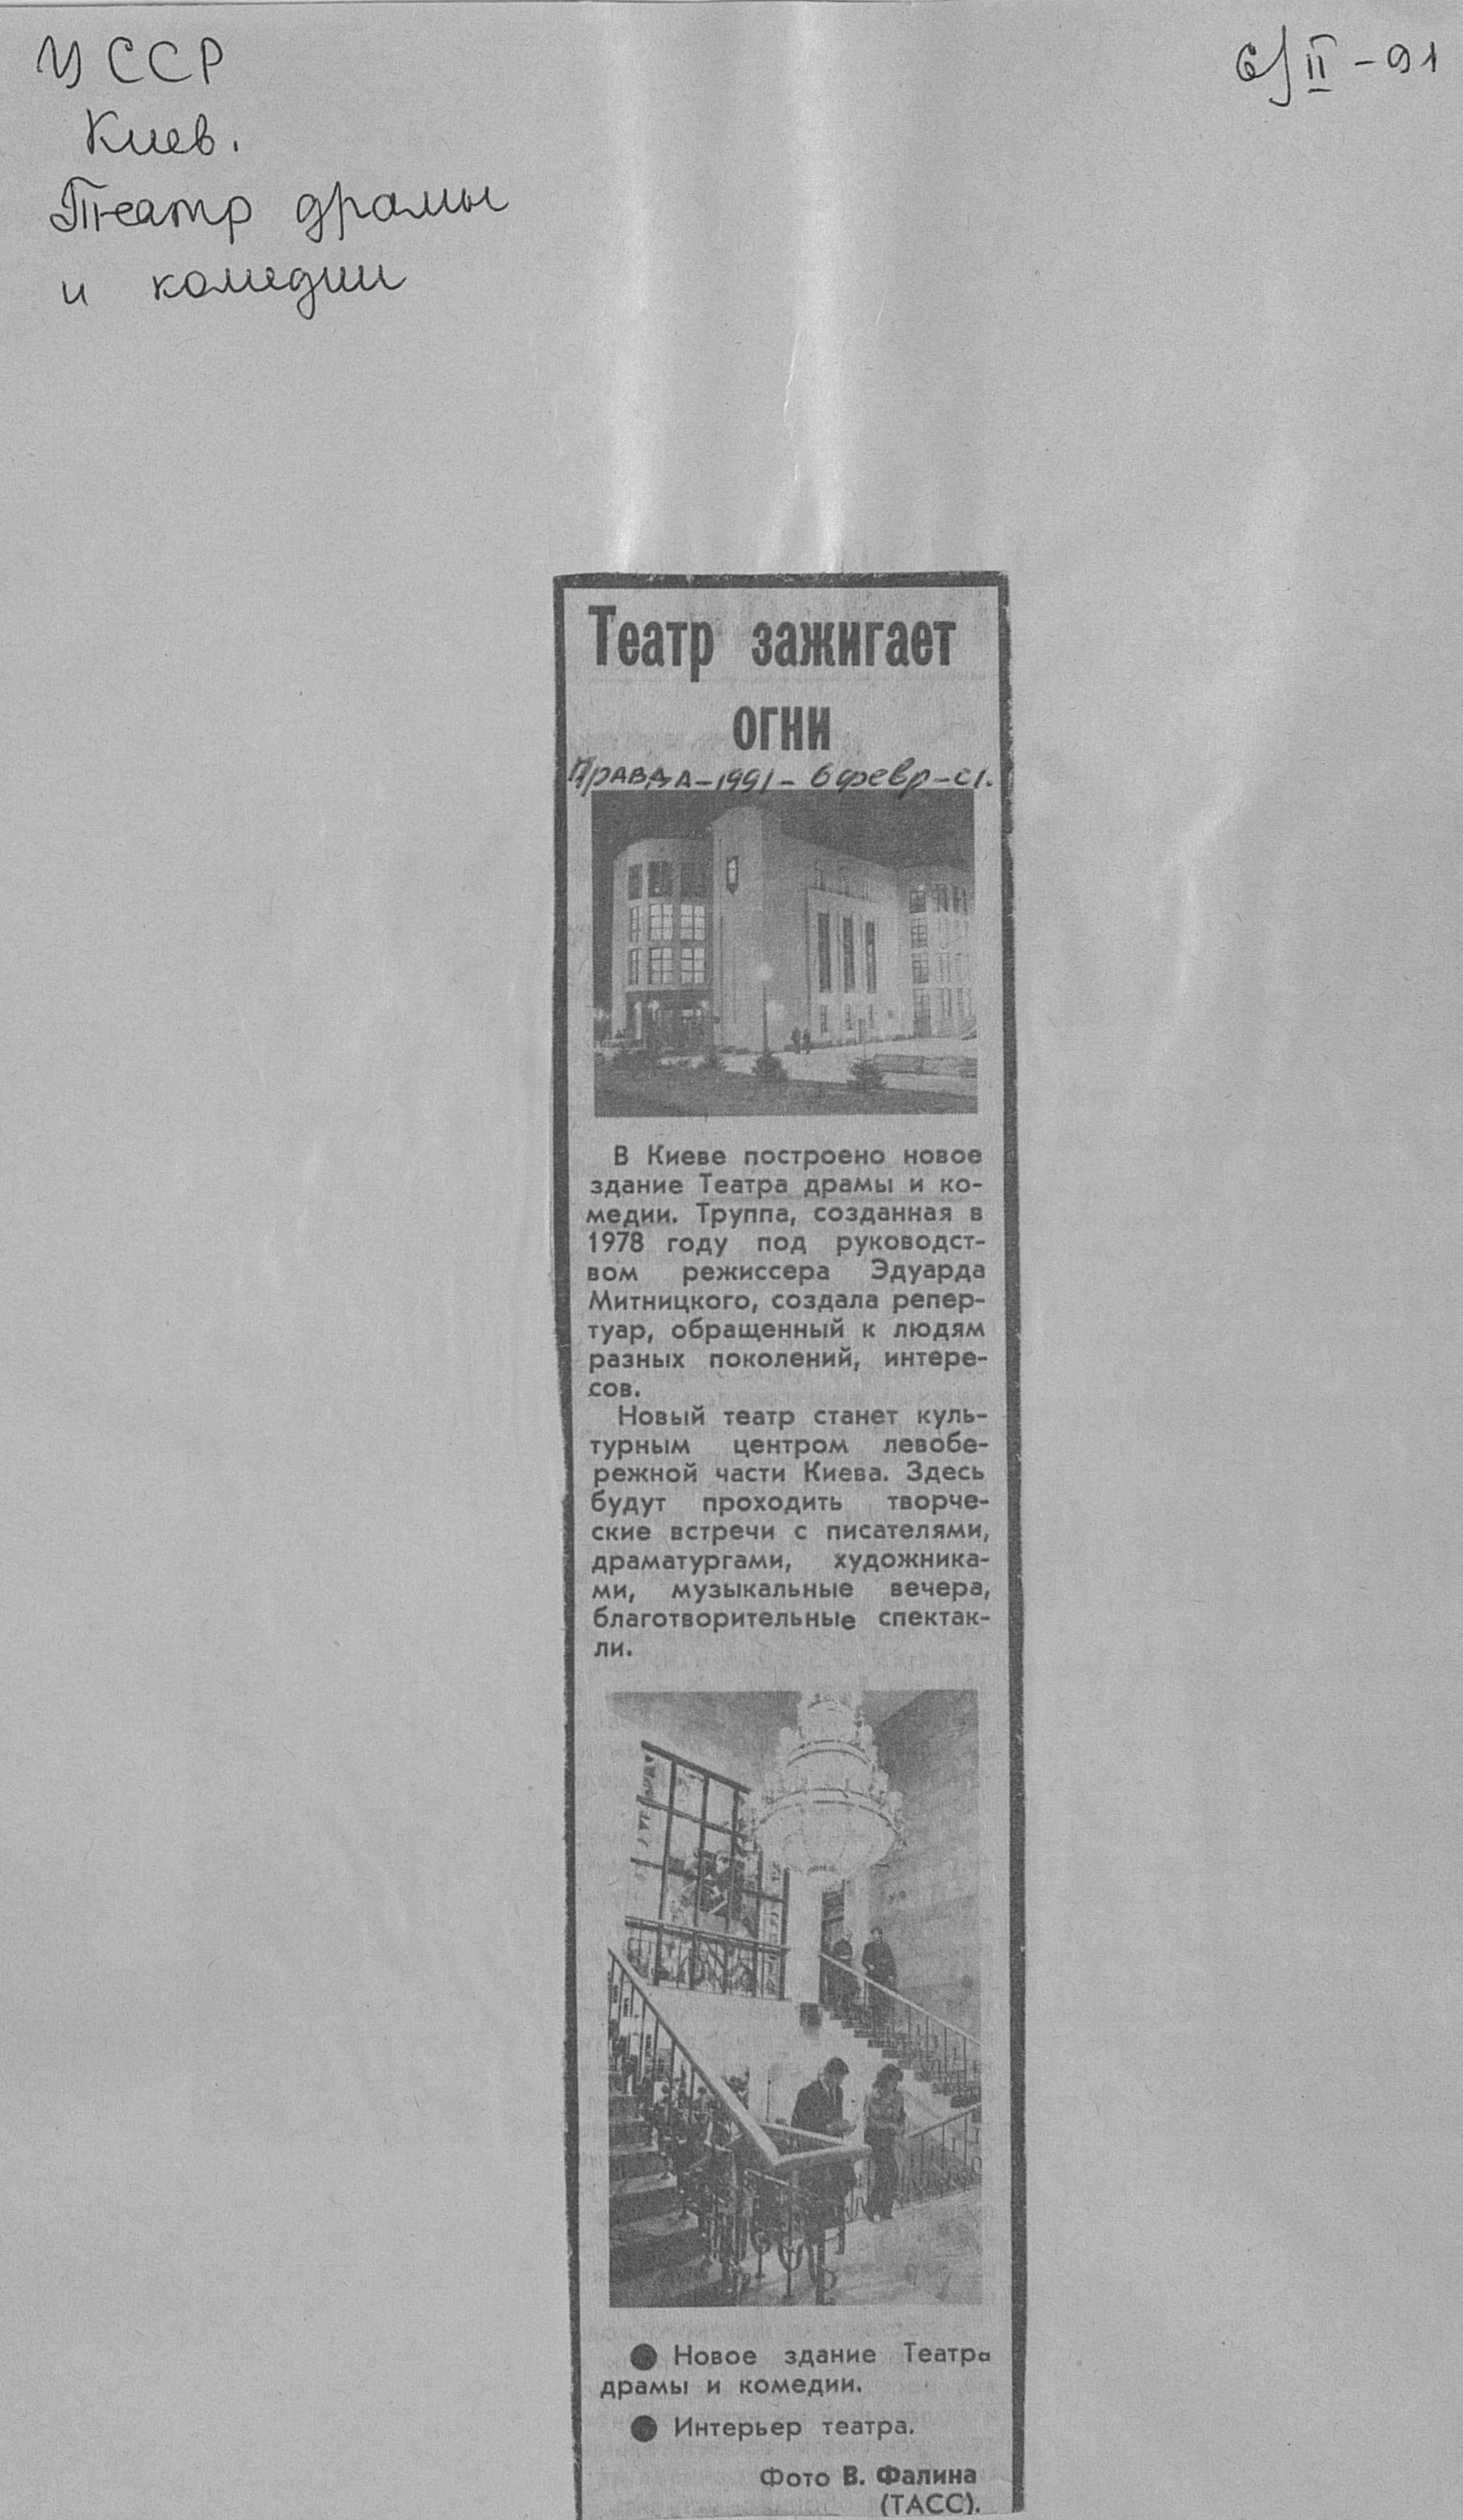 УССР
Киев.
Театр драмы
и комедии
6/II-91
Театр зажигает
огни
Правда-1991-6 февр-с1.
В Киеве построено новое
здание Театра драмы и ко-
медии. Труппа, созданная в
1978 году под руководст-
вом режиссера Эдуарда
Митницкого, создала репер-
туар, обращенный к людям
разных поколений, интере-
сов.
Новый театр станет куль-
турным центром левобе-
режной части Киева. Здесь
будут проходить творче-
ские встречи с писателями,
драматургами, художника-
ми, музыкальные вечера,
благотворительные спектак-
ли.
● Новое здание Театра
драмы и комедии.
● Интерьер театра.
Фото В. Фалина
(ТАСС).